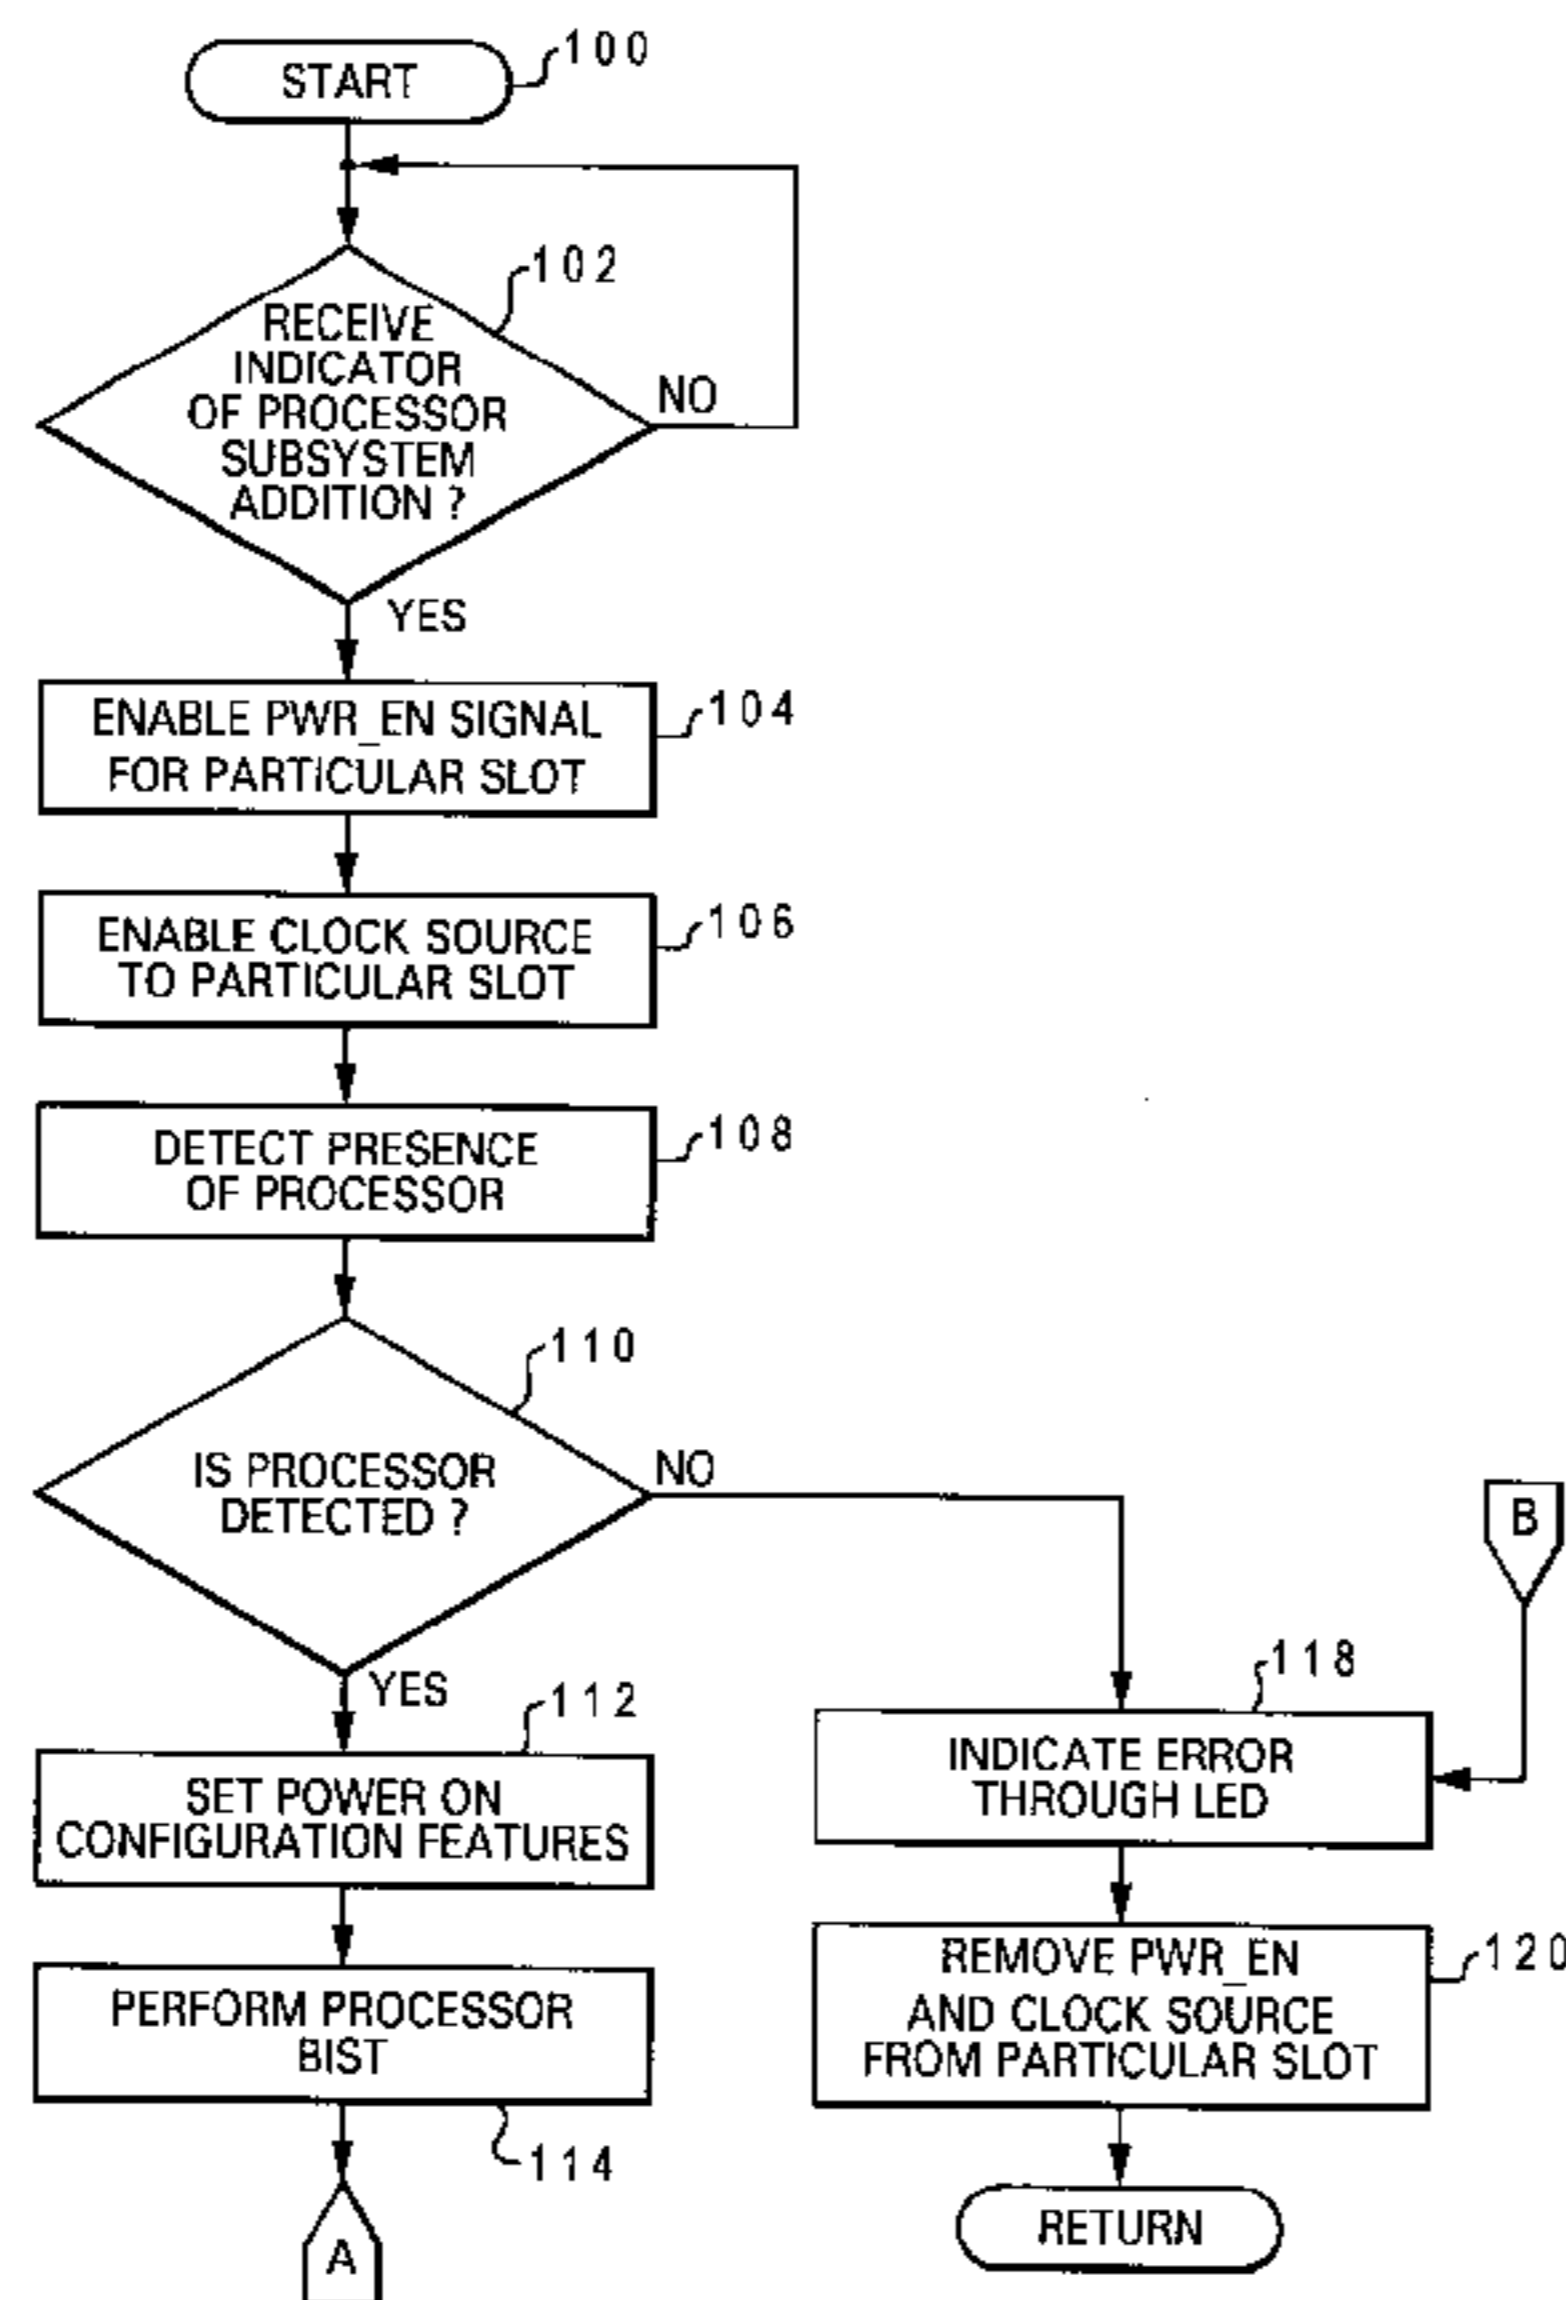 START
100
102
RECEIVE
INDICATOR
OF PROCESSOR
SUBSYSTEM
ADDITION ?
NO
YES
ENABLE PWR_EN SIGNAL
FOR PARTICULAR SLOT
104
ENABLE CLOCK SOURCE
TO PARTICULAR SLOT
106
DETECT PRESENCE
OF PROCESSOR
108
110
IS PROCESSOR
DETECTED ?
NO
YES
112
SET POWER ON
CONFIGURATION FEATURES
PERFORM PROCESSOR
BIST
114
A
B
118
INDICATE ERROR
THROUGH LED
REMOVE PWR_EN
AND CLOCK SOURCE
FROM PARTICULAR SLOT
120
RETURN